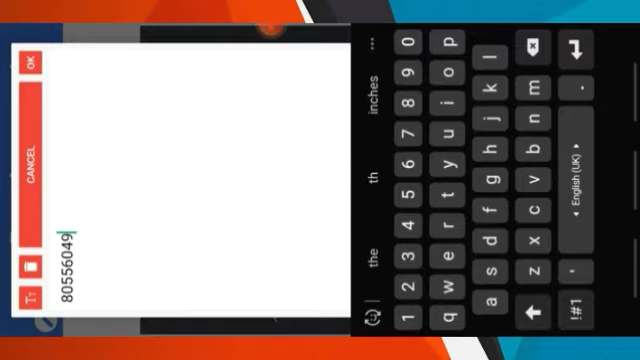 Tт CANCEL OK
80556049
the th inches ...
1 2 3 4 5 6 7 8 9 0
q w e r t y u i o p
a s d f g h j k l
z x c v b n m
!#1 , English (UK) .